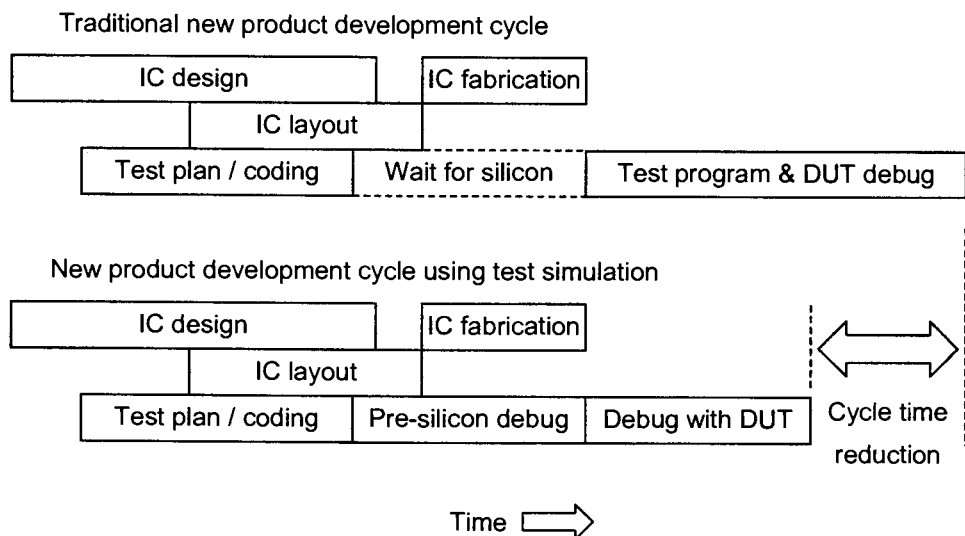 Traditional new product development cycle
IC design
IC fabrication
IC layout
Test plan / coding
Wait for silicon
Test program & DUT debug
New product development cycle using test simulation
IC design
IC fabrication
IC layout
Test plan / coding
Pre-silicon debug
Debug with DUT
Cycle time
reduction
Time